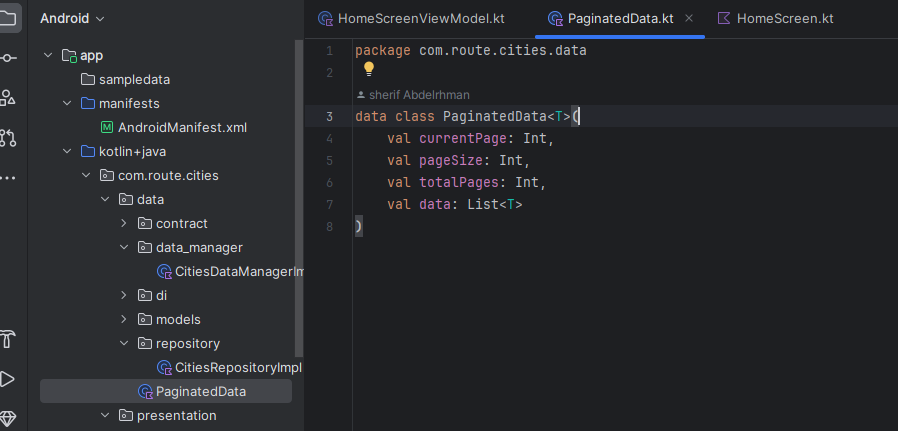 Android
app
sampledata
manifests
AndroidManifest.xml
kotlin+java
com.route.cities
data
contract
data_manager
CitiesDataManagerIm
di
models
repository
CitiesRepositoryImpl
PaginatedData
presentation
HomeScreenViewModel.kt PaginatedData.kt HomeScreen.kt
1 package com.route.cities.data
2
sherif Abdelrhman
3 data class PaginatedData<T>(
4 val currentPage: Int,
5 val pageSize: Int,
6 val totalPages: Int,
7 val data: List<T>
8 )